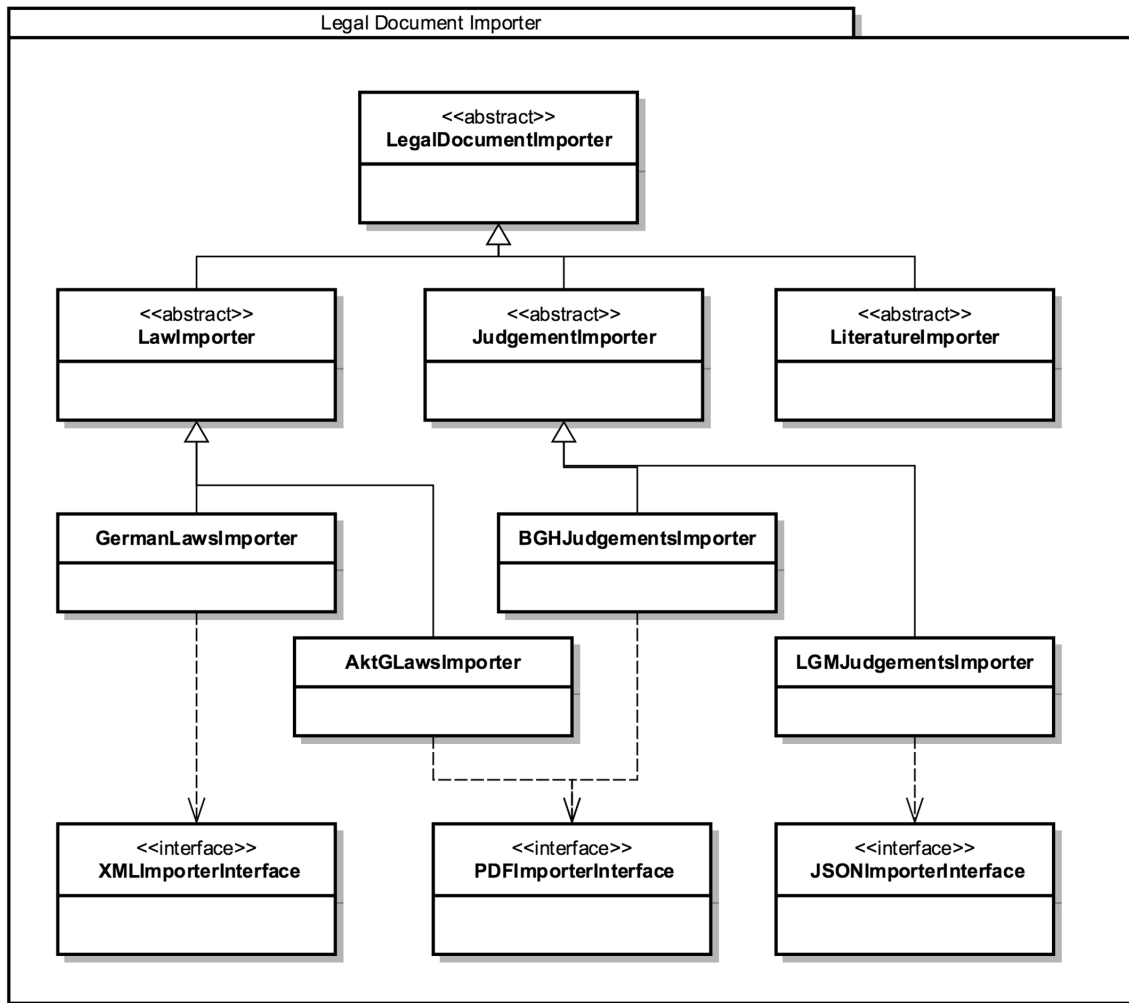 Legal Document Importer
<<abstract>>
LegalDocumentImporter
<<abstract>>
LawImporter
<<abstract>>
JudgementImporter
<<abstract>>
LiteratureImporter
GermanLawsImporter
BGHJudgementsImporter
AktGLawsImporter
LGMJudgementsImporter
<<interface>>
XMLImporterInterface
<<interface>>
PDFImporterInterface
<<interface>>
JSONImporterInterface